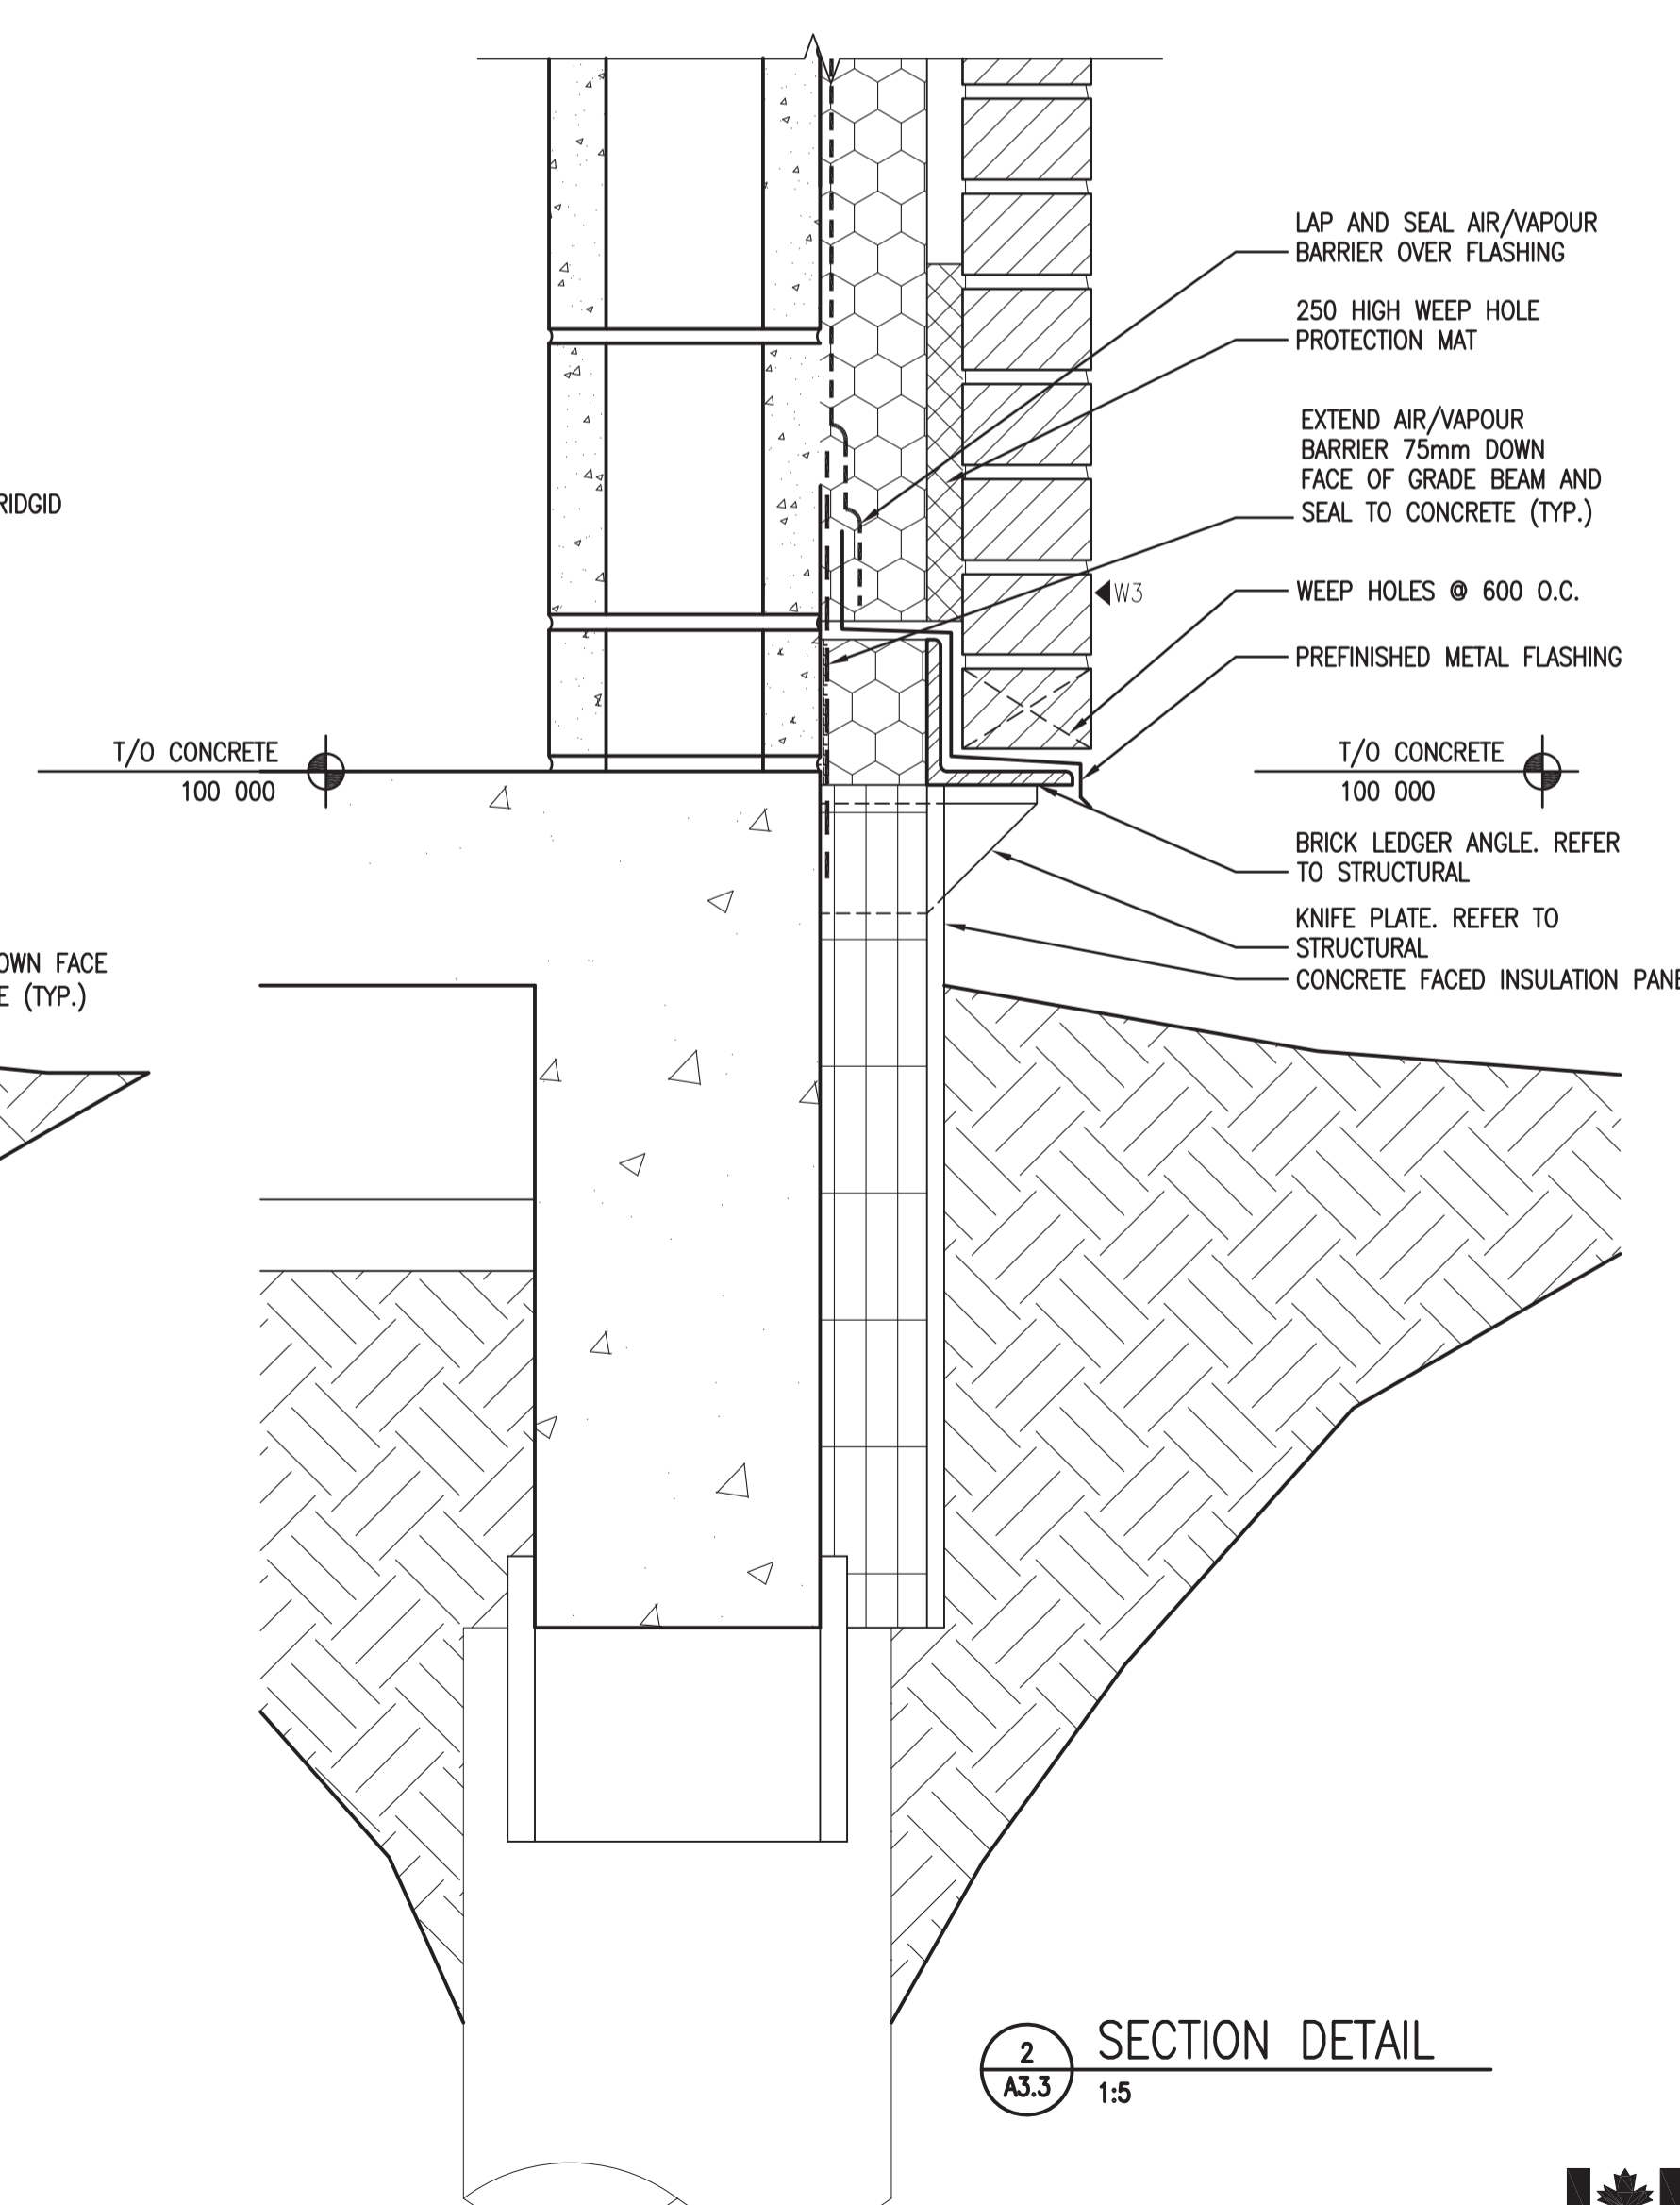 LAP AND SEAL AIR/VAPOUR
BARRIER OVER FLASHING
250 HIGH WEEP HOLE
PROTECTION MAT
EXTEND AIR/VAPOUR
BARRIER 75mm DOWN
FACE OF GRADE BEAM AND
SEAL TO CONCRETE (TYP.)
RIDGID
W3
WEEP HOLES @ 600 O.C.
PREFINISHED METAL FLASHING
T/O CONCRETE
100 000
T/O CONCRETE
100 000
BRICK LEDGER ANGLE. REFER
TO STRUCTURAL
KNIFE PLATE. REFER TO
STRUCTURAL
CONCRETE FACED INSULATION PANE
OWN FACE
E (TYP.)
2
A3.3
SECTION DETAIL
1:5